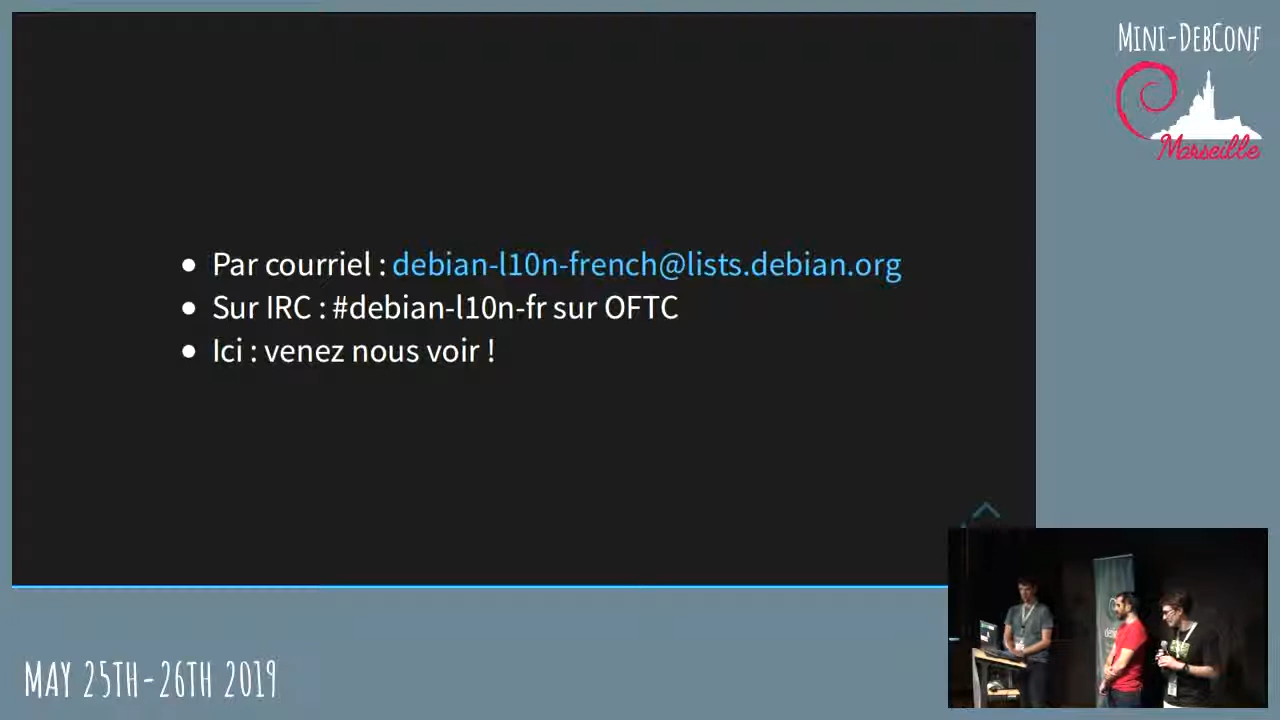 Mini-DebConf
Marseille
• Par courriel : debian-l10n-french@lists.debian.org
• Sur IRC : #debian-l10n-fr sur OFTC
• Ici : venez nous voir !
May 25th-26th 2019